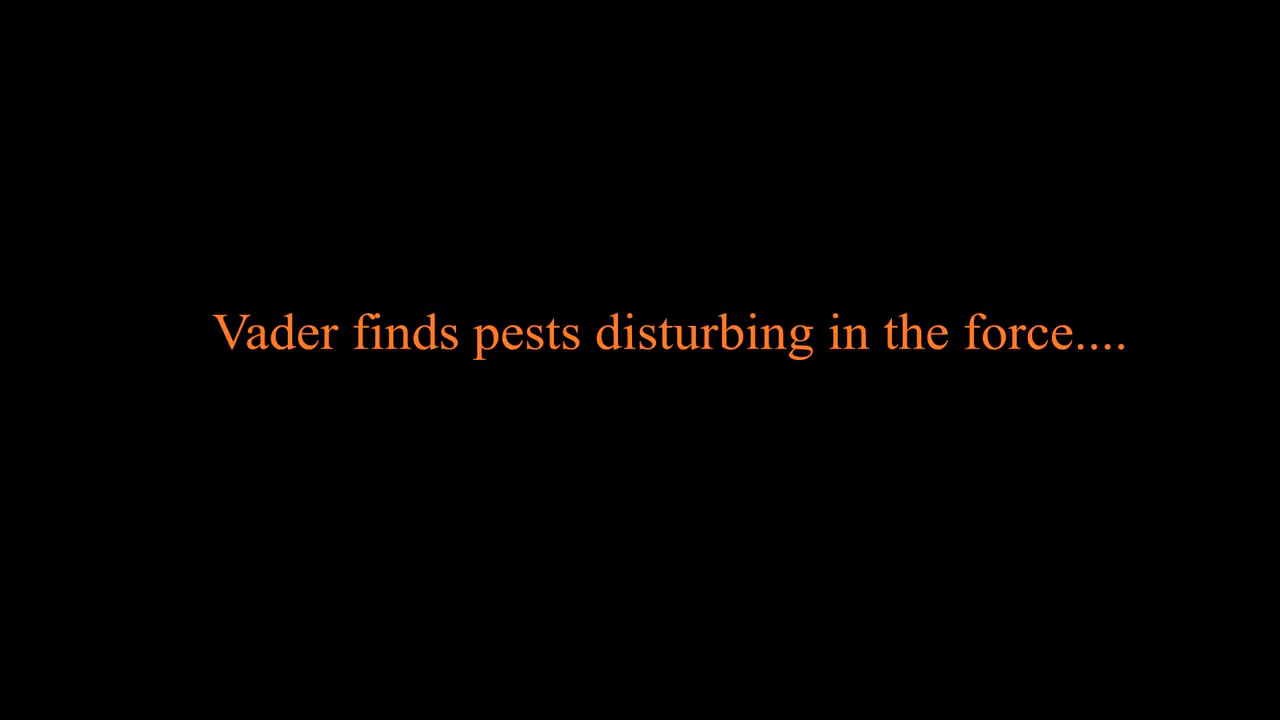 Vader finds pests disturbing in the force....